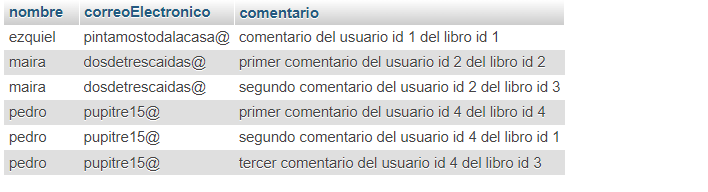 nombre correoElectronico comentario
ezquiel pintamostodalacasa@ comentario del usuario id 1 del libro id 1
maira dosdetrescaidas@ primer comentario del usuario id 2 del libro id 2
maira dosdetrescaidas@ segundo comentario del usuario id 2 del libro id 3
pedro pupitre15@ primer comentario del usuario id 4 del libro id 4
pedro pupitre15@ segundo comentario del usuario id 4 del libro id 1
pedro pupitre15@ tercer comentario del usuario id 4 del libro id 3